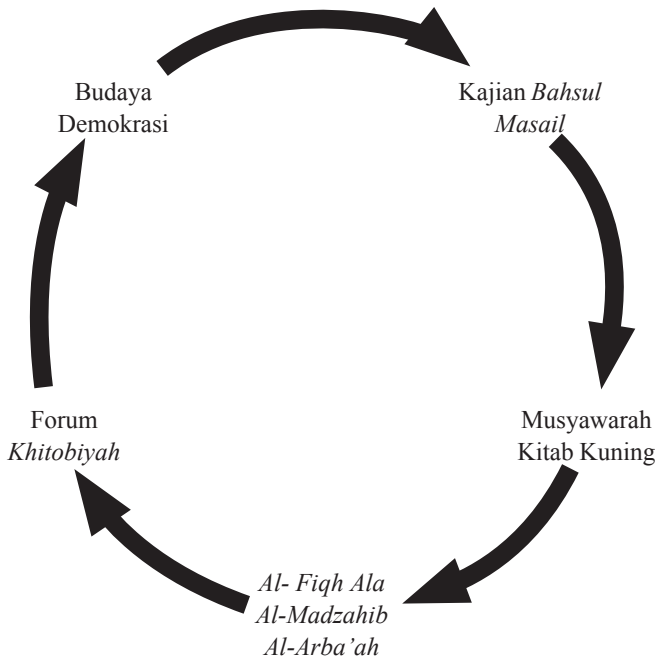 Budaya
Demokrasi
Kajian Bahsul
Masail
Musyawarah
Kitab Kuning
Al- Fiqh Ala
Al-Madzahib
Al-Arba’ah
Forum
Khitobiyah